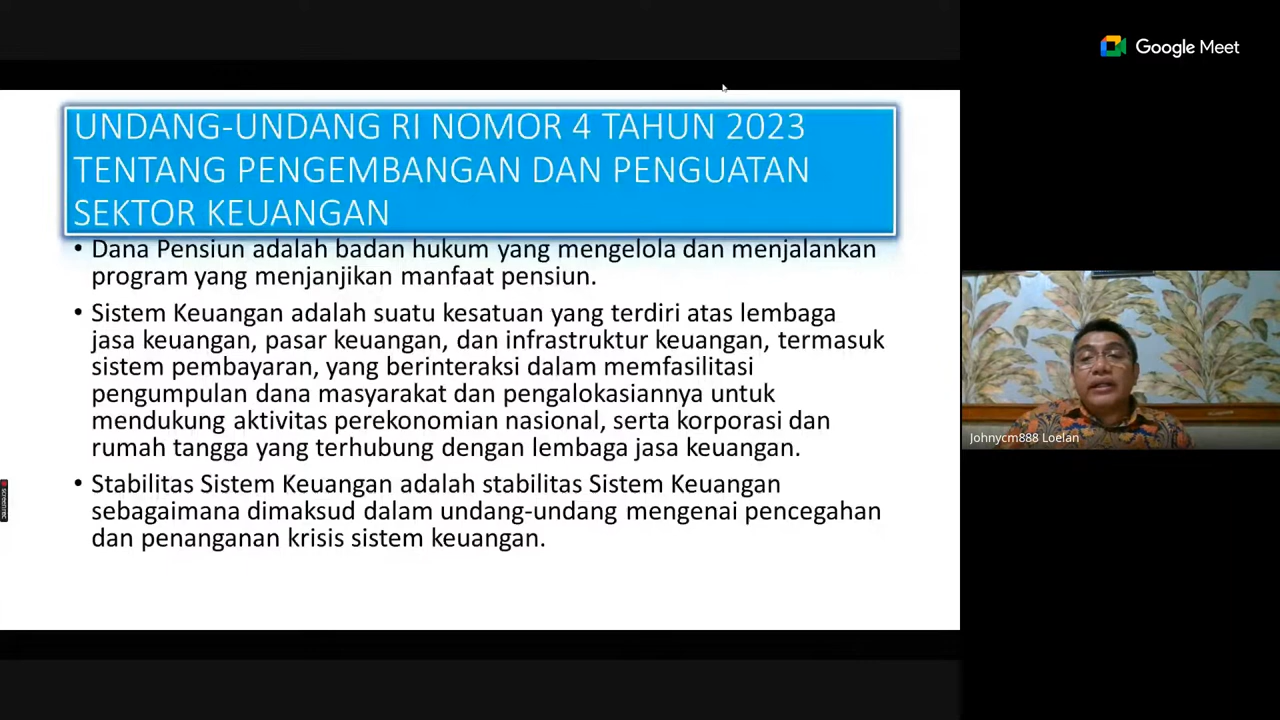 Google Meet
UNDANG-UNDANG RI NOMOR 4 TAHUN 2023
TENTANG PENGEMBANGAN DAN PENGUATAN
SEKTOR KEUANGAN
• Dana Pensiun adalah badan hukum yang mengelola dan menjalankan
program yang menjanjikan manfaat pensiun.
• Sistem Keuangan adalah suatu kesatuan yang terdiri atas lembaga
jasa keuangan, pasar keuangan, dan infrastruktur keuangan, termasuk
sistem pembayaran, yang berinteraksi dalam memfasilitasi
pengumpulan dana masyarakat dan pengalokasiannya untuk
mendukung aktivitas perekonomian nasional, serta korporasi dan
rumah tangga yang terhubung dengan lembaga jasa keuangan.
• Stabilitas Sistem Keuangan adalah stabilitas Sistem Keuangan
sebagaimana dimaksud dalam undang-undang mengenai pencegahan
dan penanganan krisis sistem keuangan.
Johnycm888 Loelan